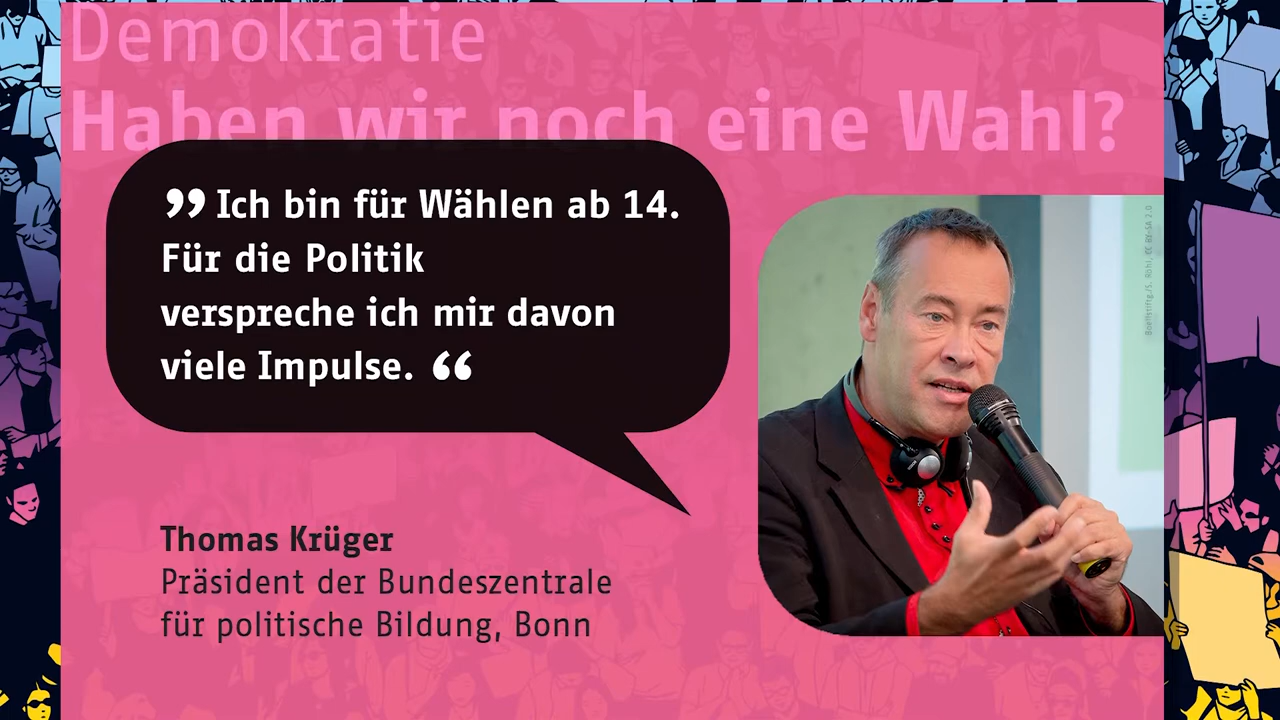 Demokratie
Haben wir noch eine Wahl?
” Ich bin für Wählen ab 14.
Für die Politik
verspreche ich mir davon
viele Impulse. “
Thomas Krüger
Präsident der Bundeszentrale
für politische Bildung, Bonn